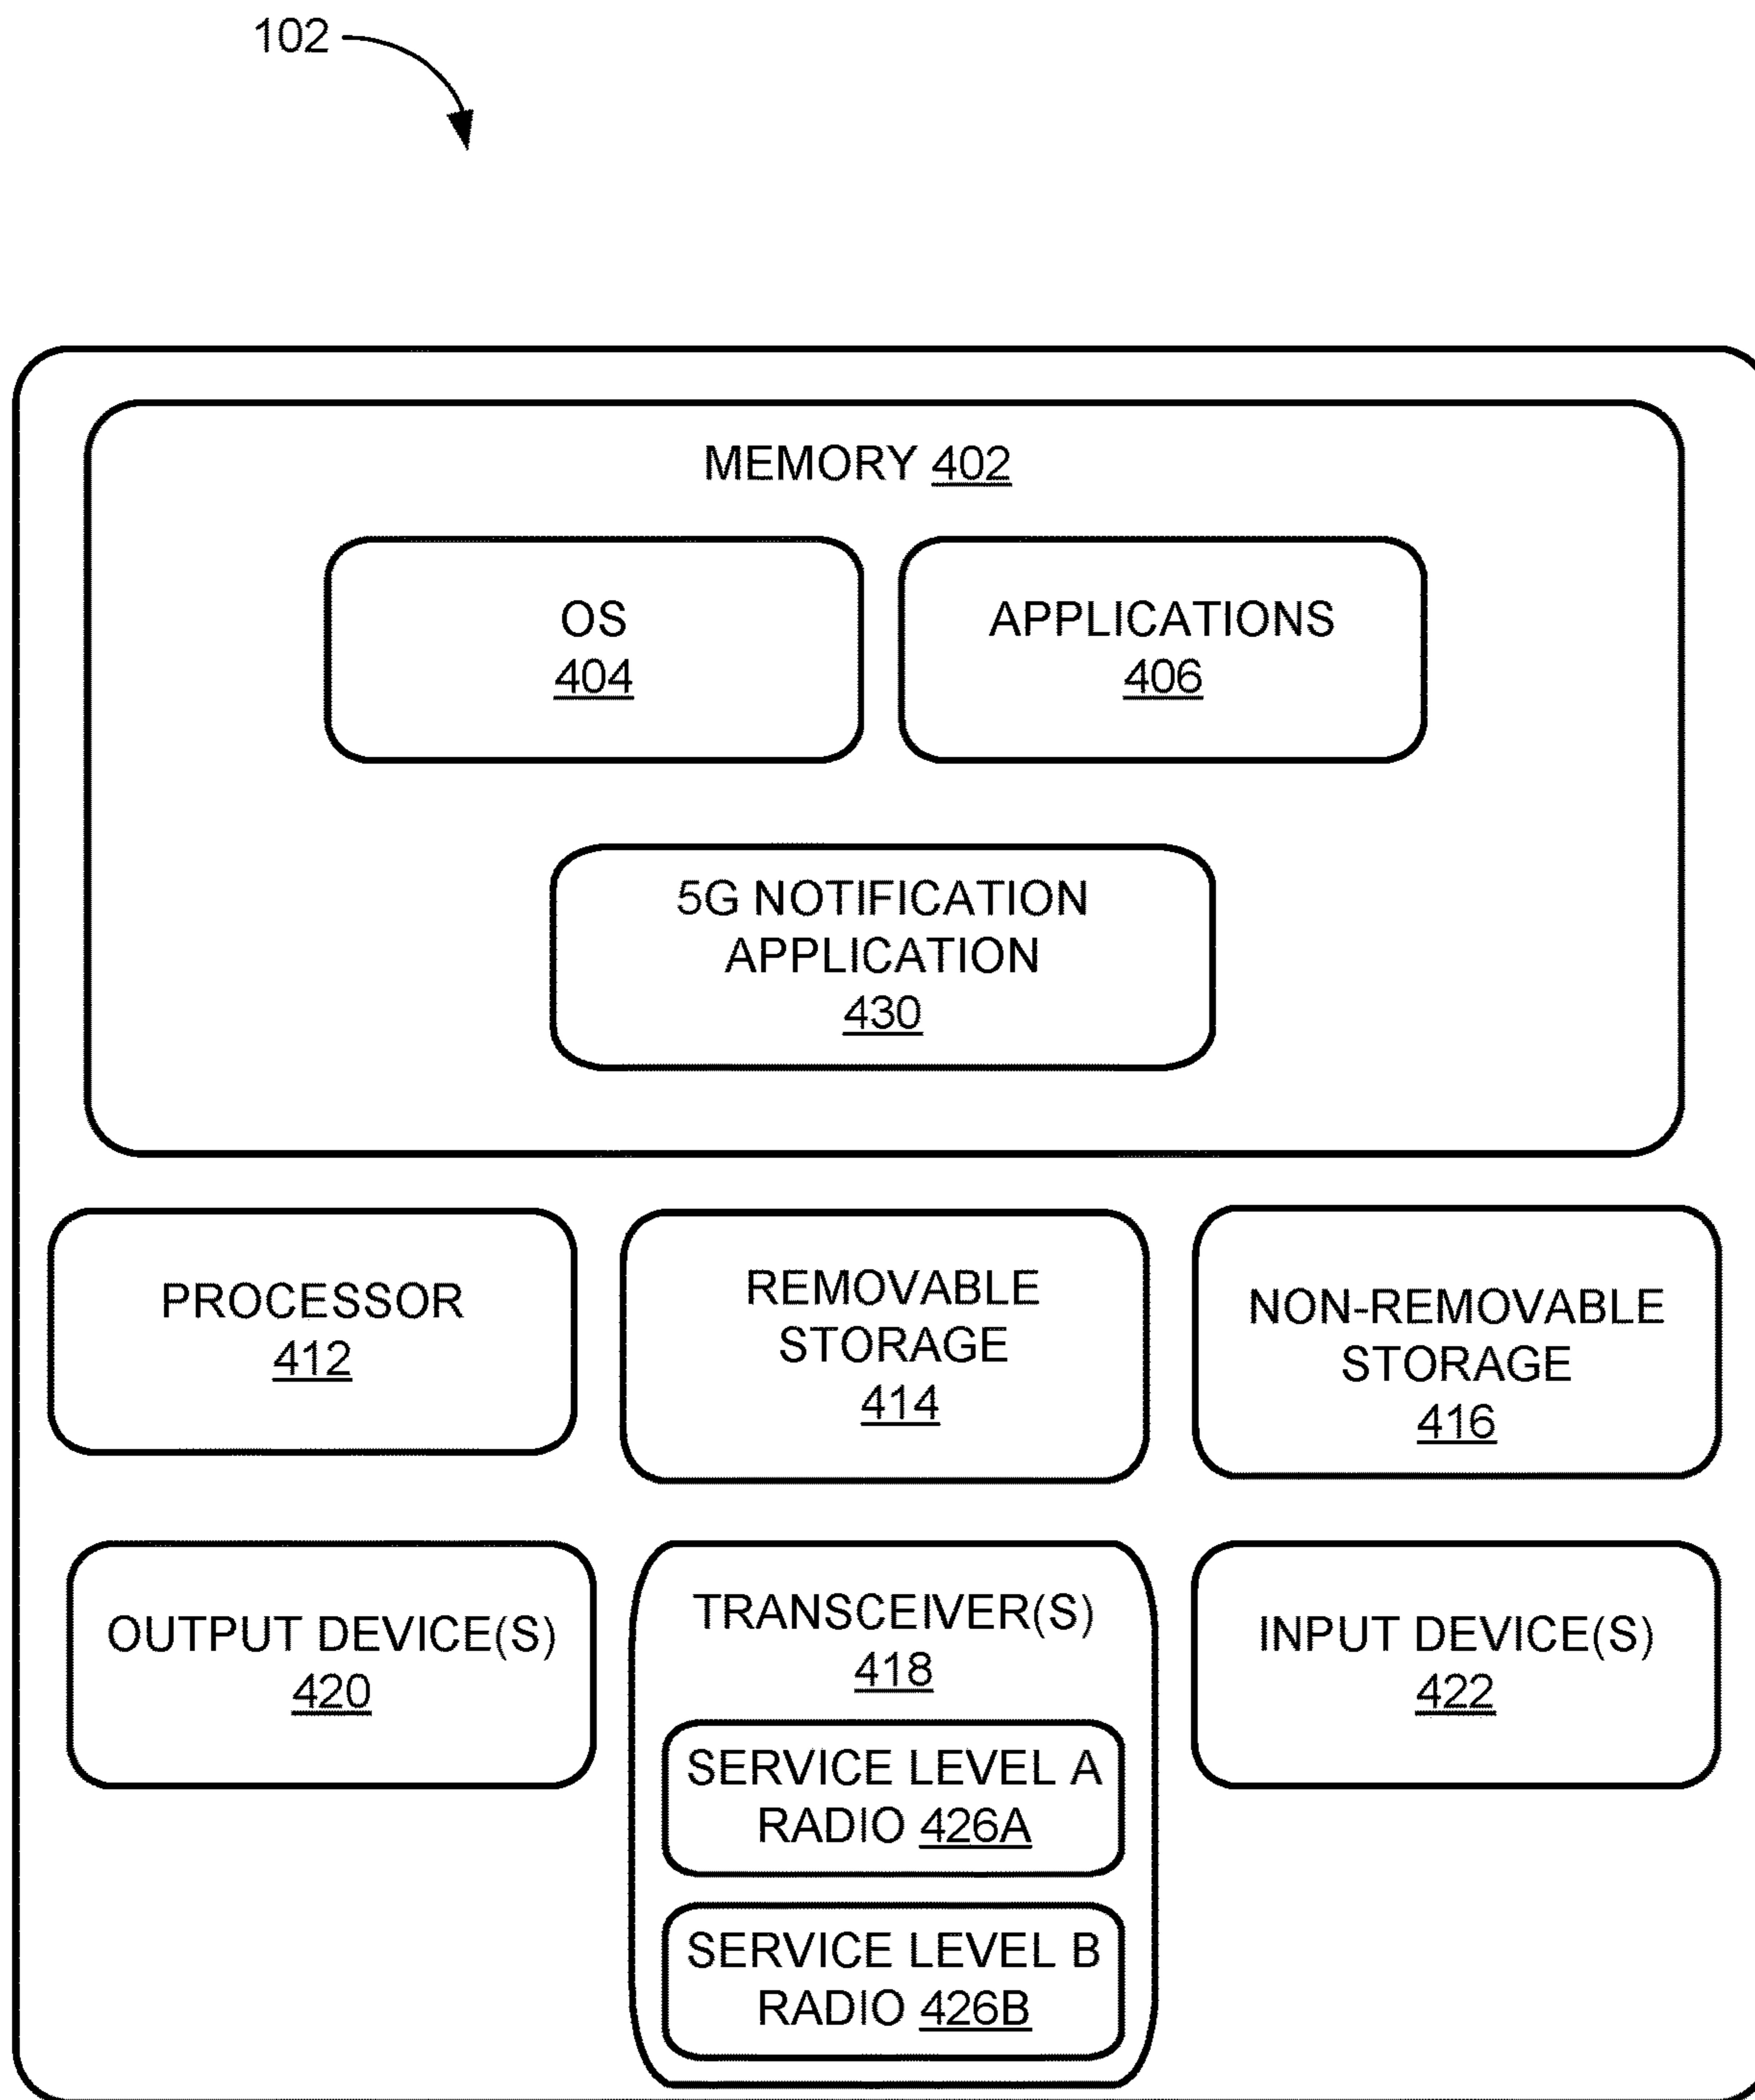 102
MEMORY 402
OS
404
APPLICATIONS
406
5G NOTIFICATION
APPLICATION
430
PROCESSOR
412
REMOVABLE
STORAGE
414
NON-REMOVABLE
STORAGE
416
OUTPUT DEVICE(S)
420
TRANSCEIVER(S)
418
SERVICE LEVEL A
RADIO 426A
SERVICE LEVEL B
RADIO 426B
INPUT DEVICE(S)
422